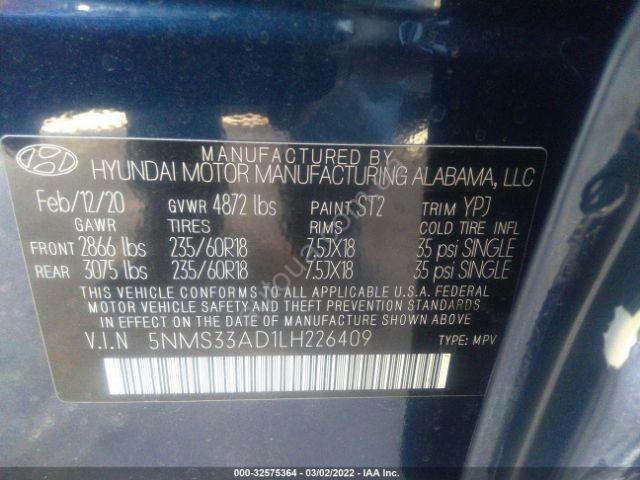 MANUFACTURED BY
HYUNDAI MOTOR MANUFACTURING ALABAMA, LLC
Feb/12/20 GVWR 4872 lbs PAINT ST2 TRIM YPJ
GAWR TIRES RIMS COLD TIRE INFL
FRONT 2866 lbs 235/60R18 7.5JX18 35 psi SINGLE
REAR 3075 lbs 235/60R18 7.5JX18 35 psi SINGLE
THIS VEHICLE CONFORMS TO ALL APPLICABLE U.S.A. FEDERAL
MOTOR VEHICLE SAFETY AND THEFT PREVENTION STANDARDS
IN EFFECT ON THE DATE OF MANUFACTURE SHOWN ABOVE.
V.I.N 5NMS33AD1LH226409 TYPE: MPV
000-32575364 - 03/02/2022 - IAA Inc.